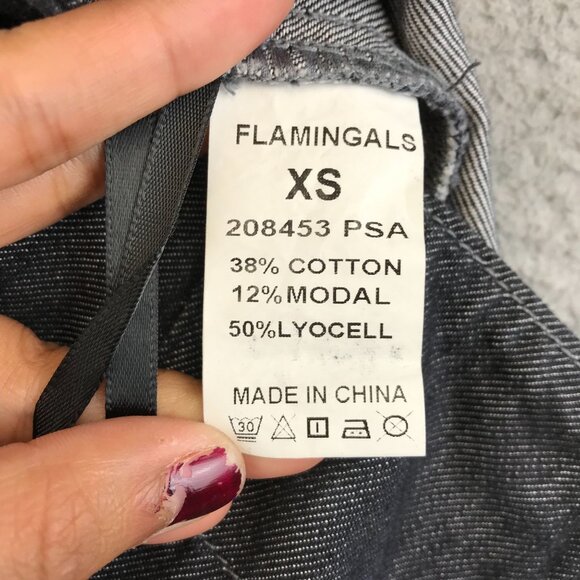 FLAMINGALS
XS
208453 PSA
38% COTTON
12%MODAL
50%LYOCELL
MADE IN CHINA
30